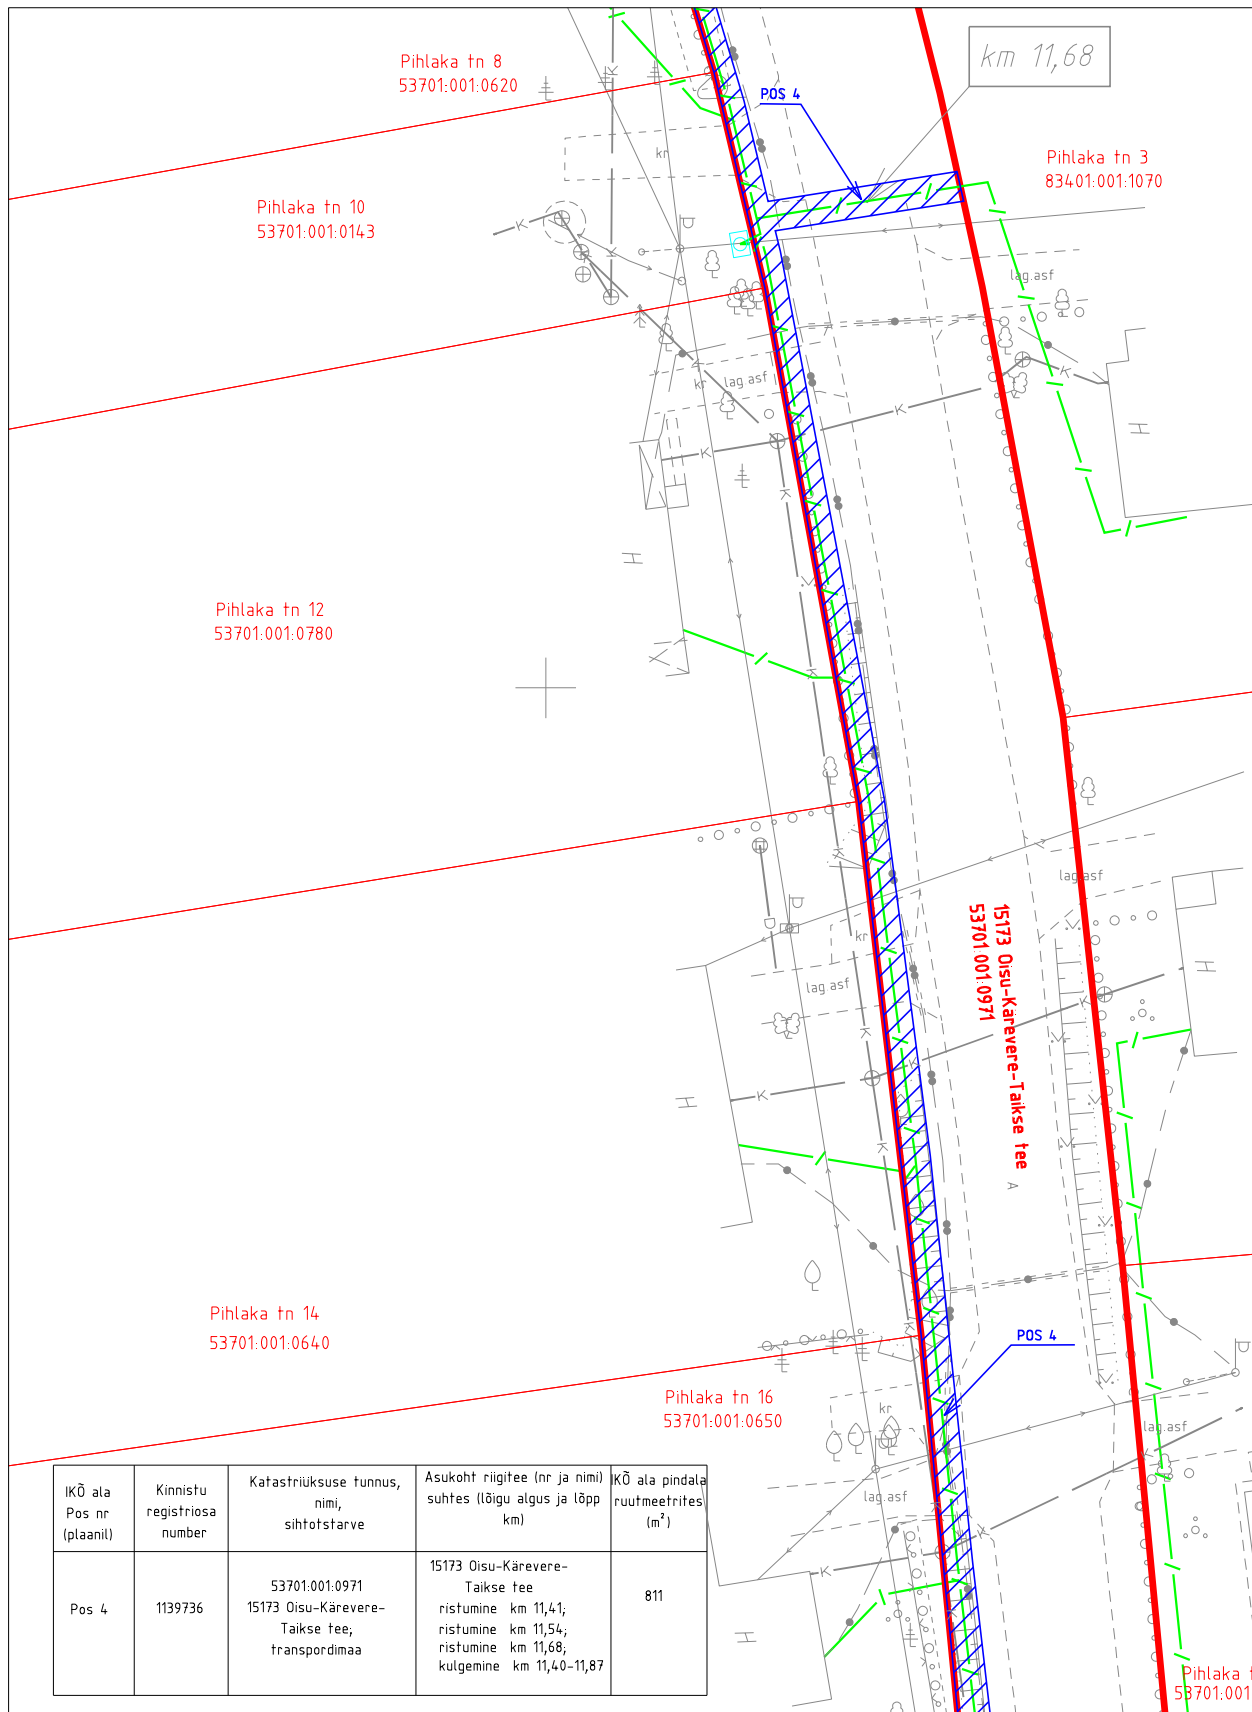 Pihlaka tn 8
53701:001:0620
km 11,68
POS 4
Pihlaka tn 3
83401:001:1070
kr
Pihlaka tn 10
53701:001:0143
K
K
K
lag.asf
kr
lag asf
K
K
K
H
K
H
Pihlaka tn 12
53701:001:0780
K
K
lag.asf
15173 Oisu-Kärevere-Taikse tee
53701:001:0971
kr
lag asf
H
K
K
K
H
K
K
A
Pihlaka tn 14
53701:001:0640
K
POS 4
Pihlaka tn 16
53701:001:0650
kr
lag.asf
lag.asf
K
K
H
Pihlaka t
53701:001
IKÕ ala
Pos nr
(plaanil)
Kinnistu
registriosa
number
Katastriüksuse tunnus,
nimi,
sihtotstarve
Asukoht riigitee (nr ja nimi)
suhtes (lõigu algus ja lõpp
km)
IKÕ ala pindala
ruutmeetrites
(m²)
Pos 4
1139736
53701:001:0971
15173 Oisu-Kärevere-
Taikse tee;
transpordimaa
15173 Oisu-Kärevere-
Taikse tee
ristumine km 11,41;
ristumine km 11,54;
ristumine km 11,68;
kulgemine km 11,40-11,87
811